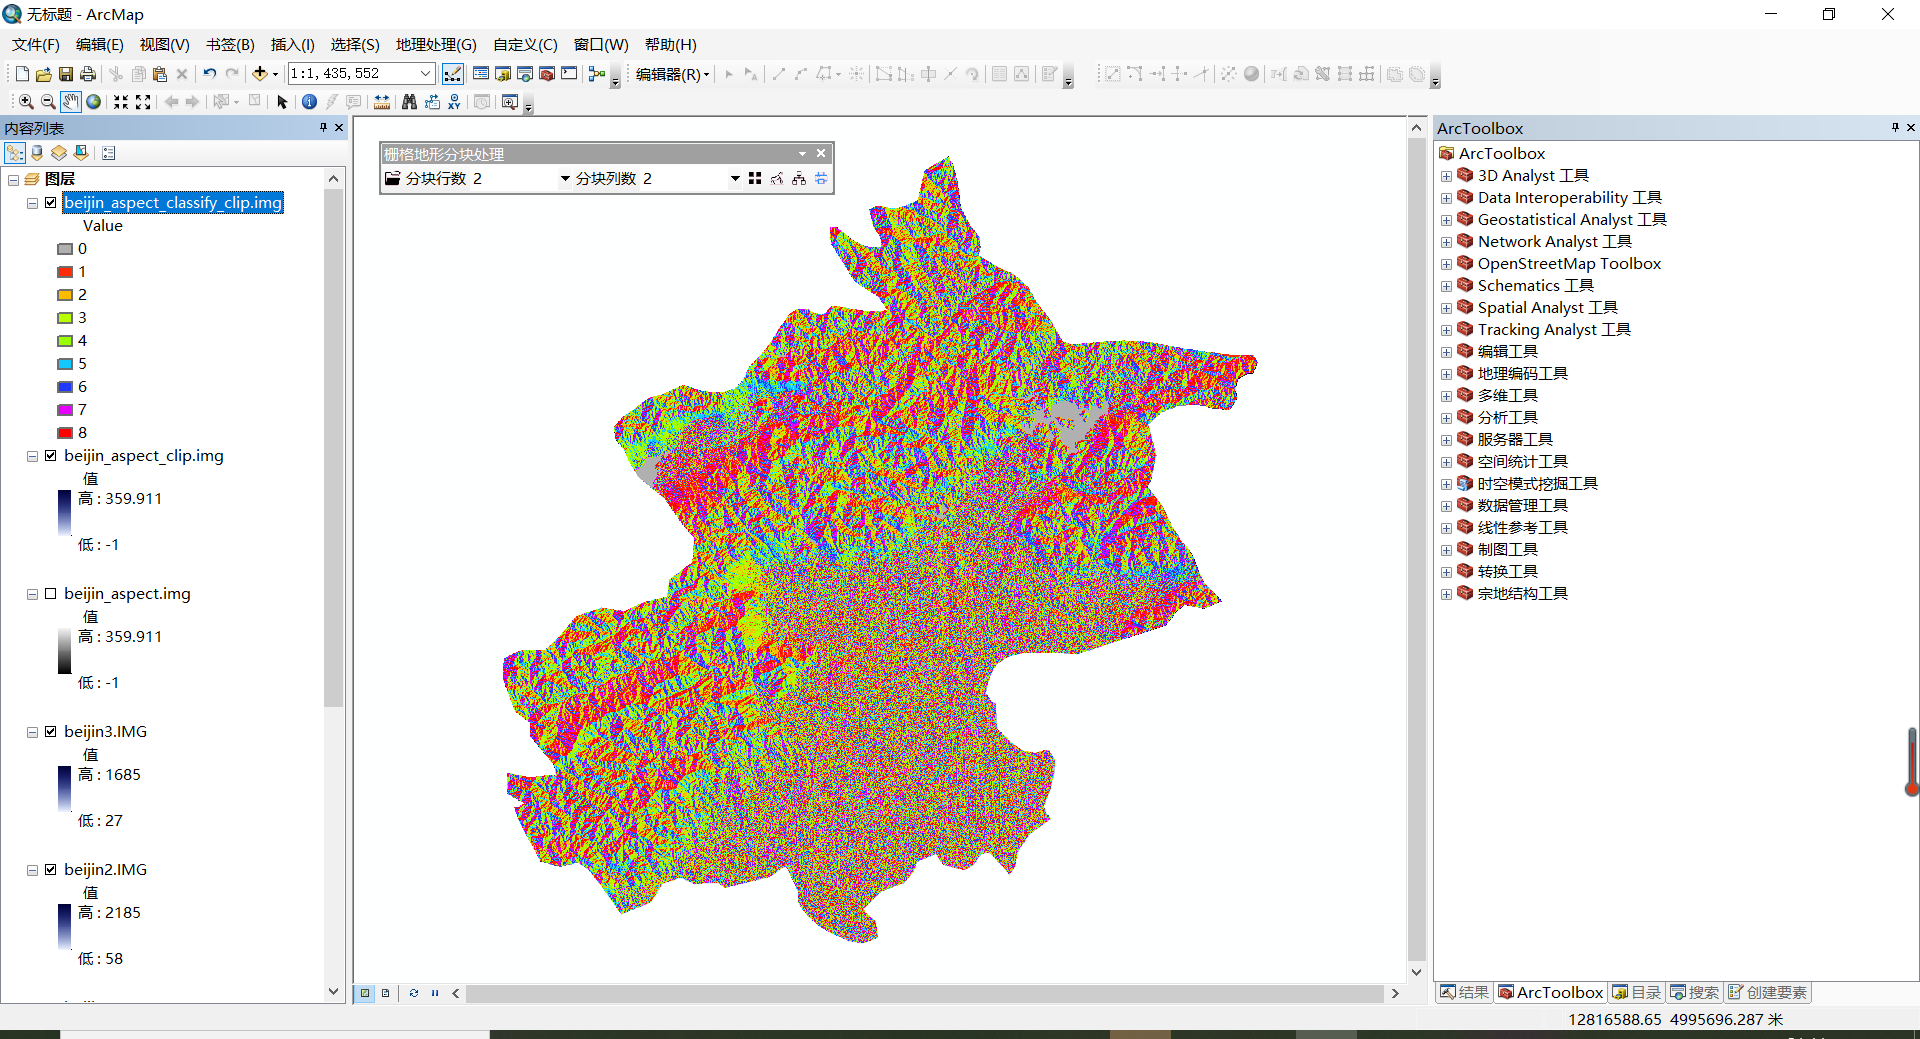 无标题 - ArcMap
文件(F) 编辑(E) 视图(V) 书签(B) 插入(I) 选择(S) 地理处理(G) 自定义(C) 窗口(W) 帮助(H)
1:1,435,552
编辑器(R)
内容列表
图层
beijin_aspect_classify_clip.img
Value
0
1
2
3
4
5
6
7
8
beijin_aspect_clip.img
值
高 : 359.911
低 : -1
beijin_aspect.img
值
高 : 359.911
低 : -1
beijin3.IMG
值
高 : 1685
低 : 27
beijin2.IMG
值
高 : 2185
低 : 58
栅格地形分块处理
分块行数 2 分块列数 2
ArcToolbox
ArcToolbox
3D Analyst 工具
Data Interoperability 工具
Geostatistical Analyst 工具
Network Analyst 工具
OpenStreetMap Toolbox
Schematics 工具
Spatial Analyst 工具
Tracking Analyst 工具
编辑工具
地理编码工具
多维工具
分析工具
服务器工具
空间统计工具
时空模式挖掘工具
数据管理工具
线性参考工具
制图工具
转换工具
宗地结构工具
结果 ArcToolbox 目录 搜索 创建要素
12816588.65 4995696.287 米